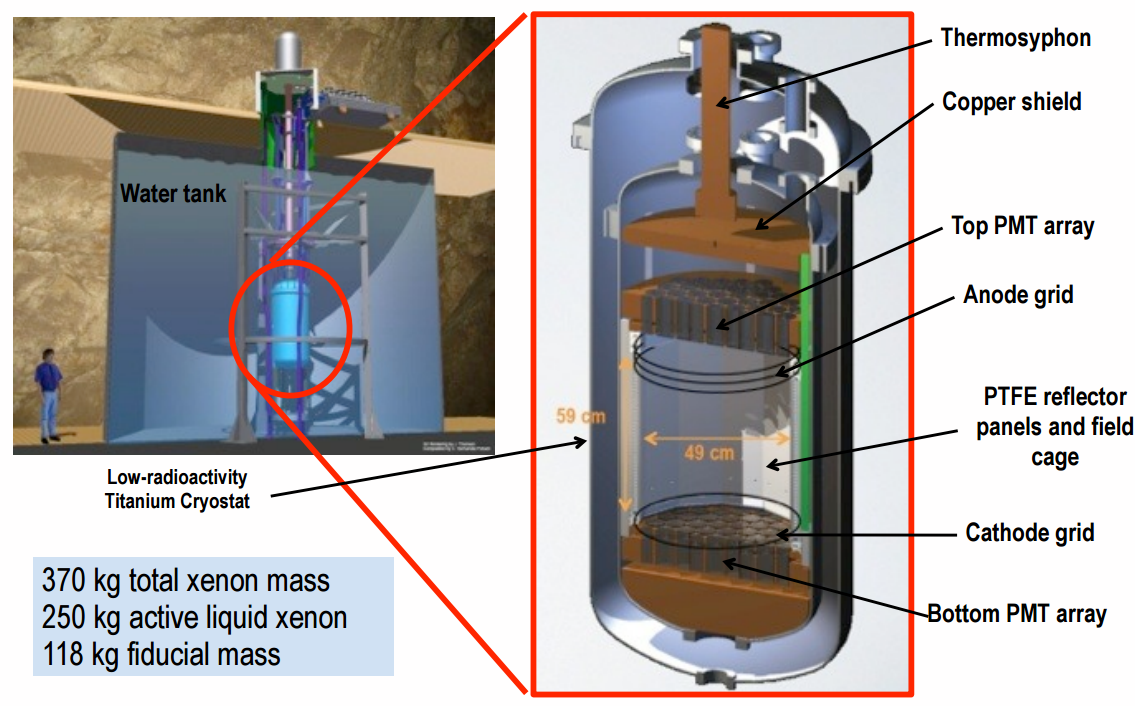 Water tank
Thermosyphon
Copper shield
Top PMT array
Anode grid
PTFE reflector
panels and field
cage
59 cm
49 cm
Low-radioactivity
Titanium Cryostat
Cathode grid
Bottom PMT array
370 kg total xenon mass
250 kg active liquid xenon
118 kg fiducial mass